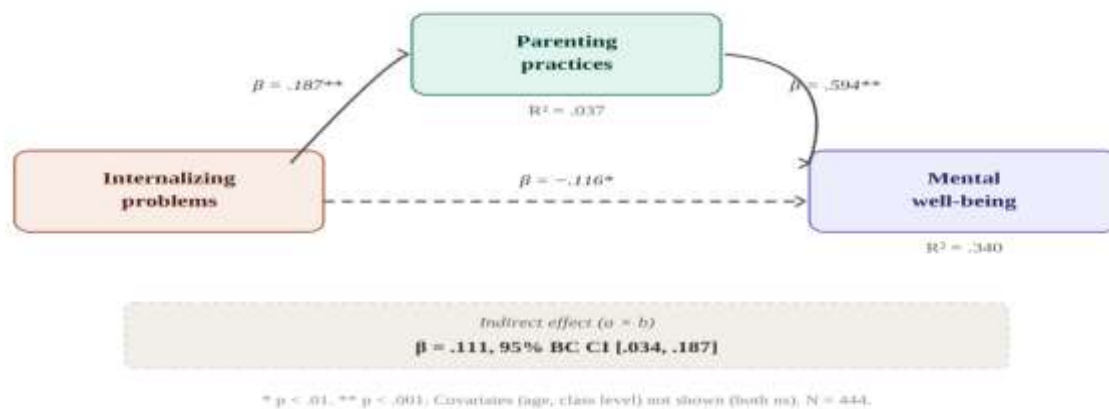 Parenting
practices
β = .187**
β = .594**
R² = .037
Internalizing
problems
β = −.116*
Mental
well-being
R² = .340
Indirect effect (a × b)
β = .111, 95% BC CI [.034, .187]
* p < .01. ** p < .001. Covariates (age, class level) not shown (both ns). N = 444.